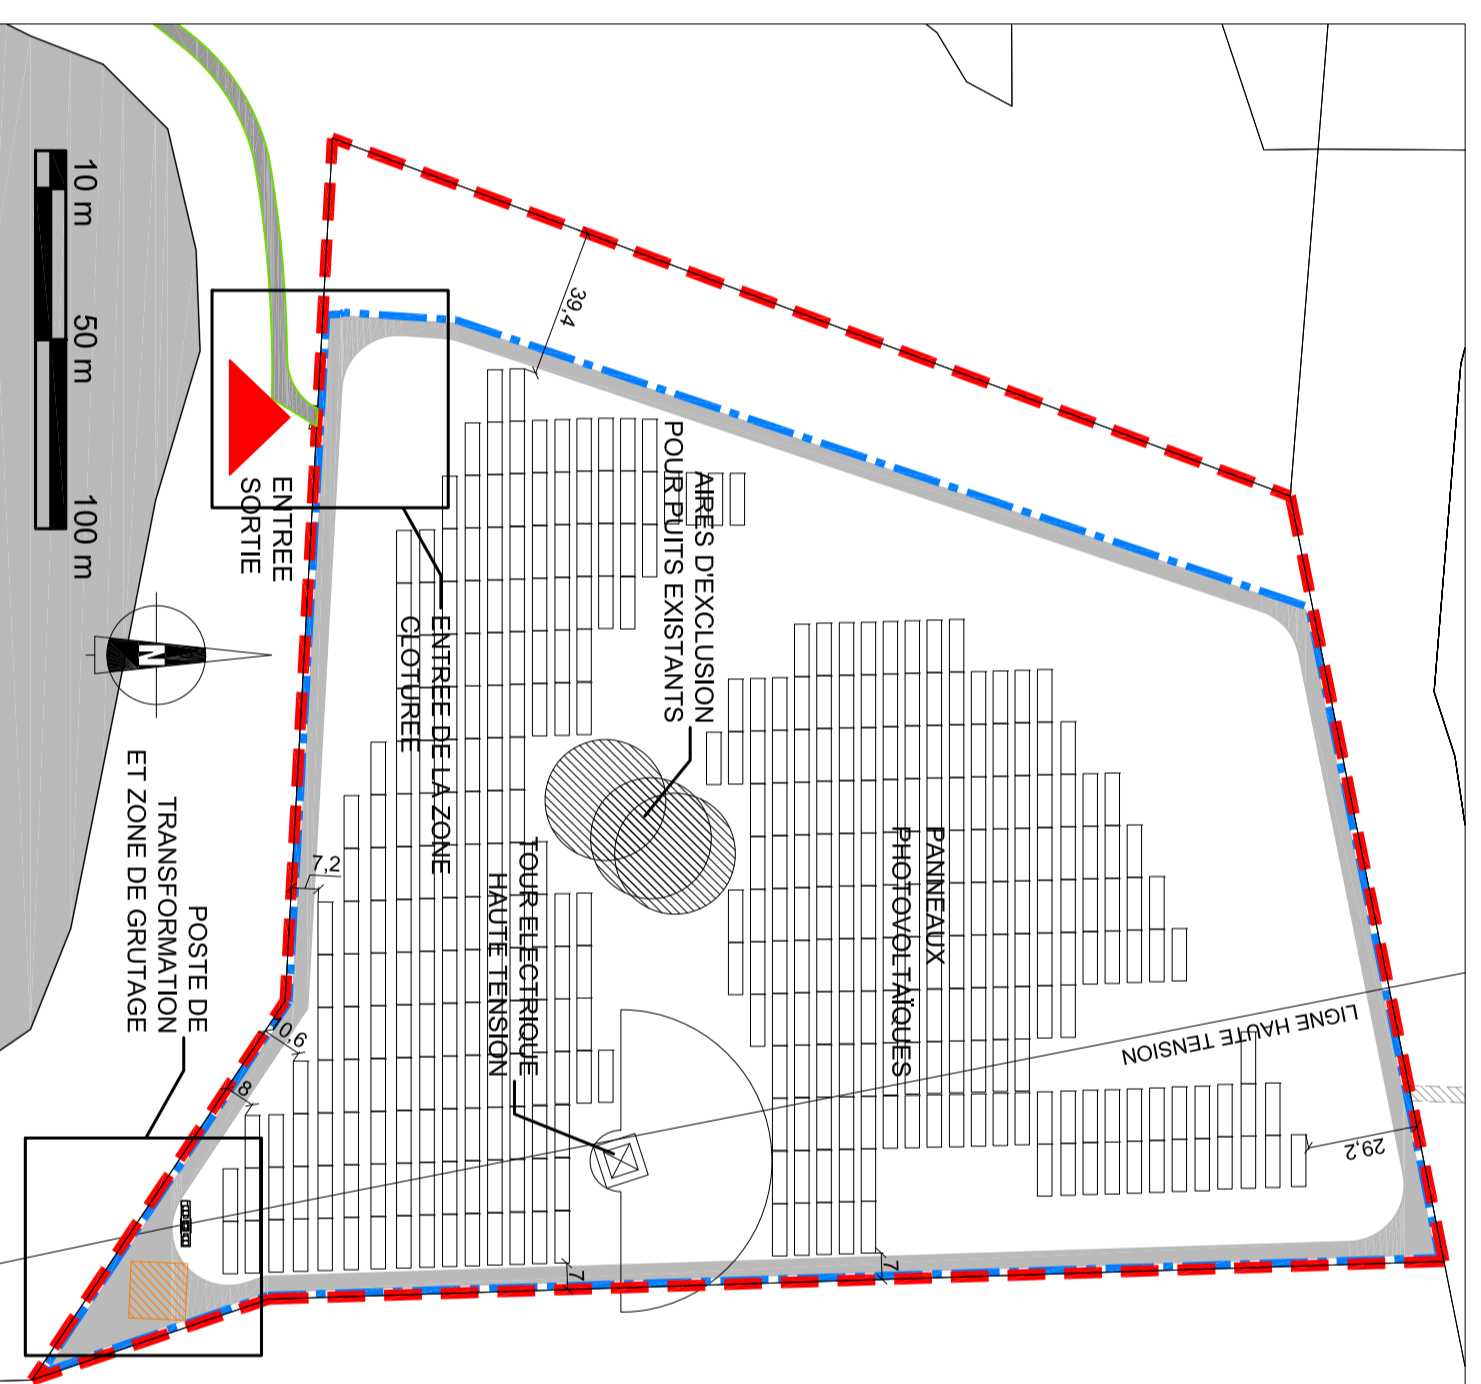 AIRES D'EXCLUSION
POUR PUITS EXISTANTS
PANNEAUX
PHOTOVOLTAÏQUES
LIGNE HAUTE TENSION
ENTREE DE LA ZONE
CLOTUREE
TOUR ELECTRIQUE
HAUTE TENSION
ENTREE
SORTIE
POSTE DE
TRANSFORMATION
ET ZONE DE GRUTAGE
39,4
29,2
7,2
0,6
8
7
7
N
10 m
50 m
100 m